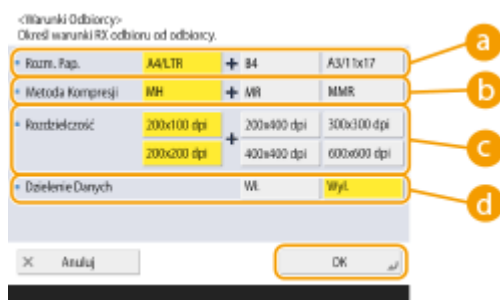 <Warunki Odbiorcy>
Określ warunki RX odbioru od odbiorcy.
Rozm. Pap. A4/LTR + B4 A3/11x17 a
Metoda Kompresji MH + MR MMR b
Rozdzielczość 200x100 dpi + 200x400 dpi 300x300 dpi c
200x200 dpi 400x400 dpi 600x600 dpi
Dzielenie Danych Wł. Wył. d
× Anuluj OK